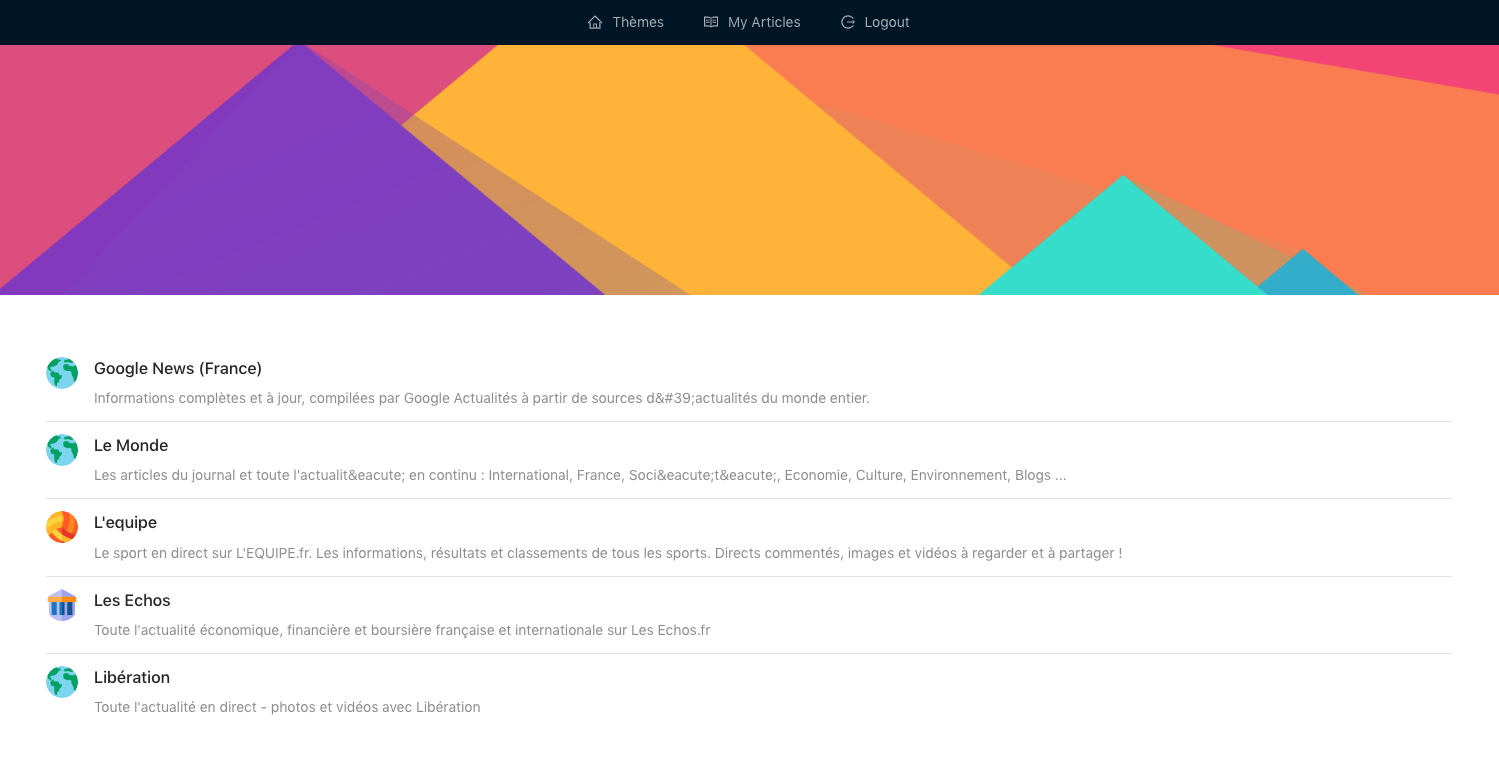 Thèmes My Articles Logout
Google News (France)
Informations complètes et à jour, compilées par Google Actualités à partir de sources d&#39;actualités du monde entier.
Le Monde
Les articles du journal et toute l'actualit&eacute; en continu : International, France, Soci&eacute;t&eacute;, Economie, Culture, Environnement, Blogs ...
L'equipe
Le sport en direct sur L'EQUIPE.fr. Les informations, résultats et classements de tous les sports. Directs commentés, images et vidéos à regarder et à partager !
Les Echos
Toute l'actualité économique, financière et boursière française et internationale sur Les Echos.fr
Libération
Toute l'actualité en direct - photos et vidéos avec Libération